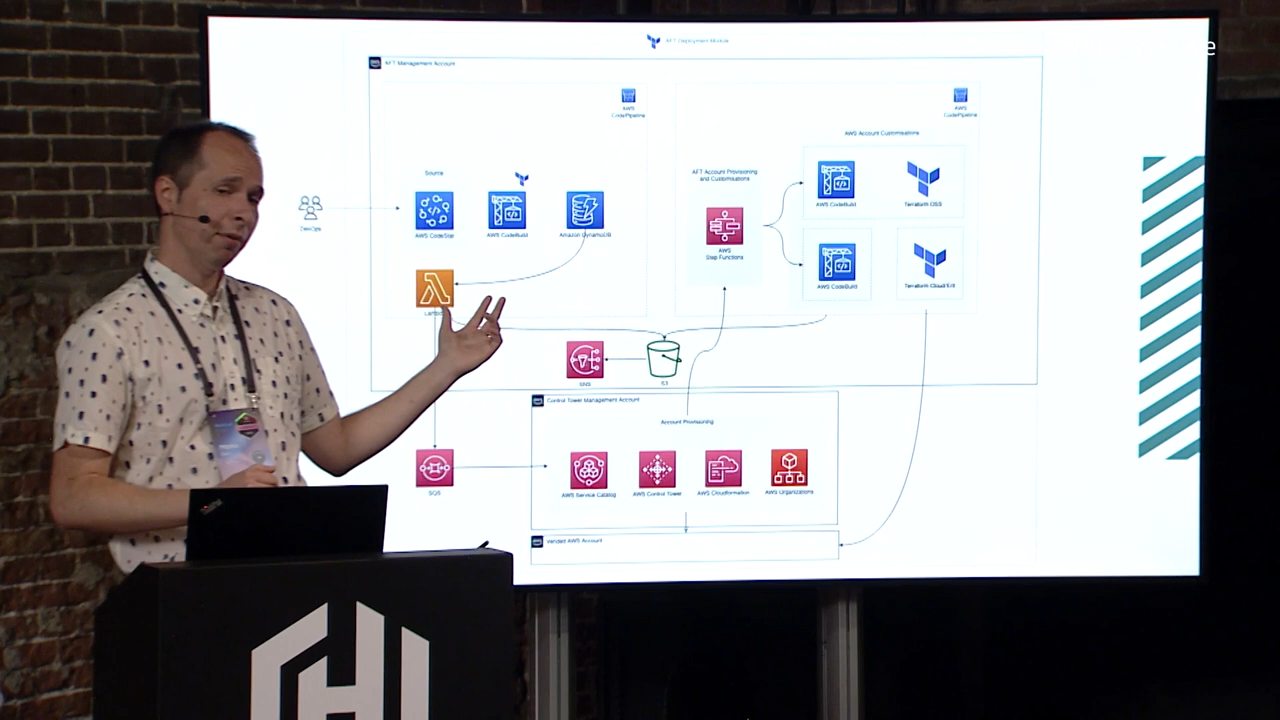 AFT Deployment Module
e
AFT Management Account
AWS
CodePipeline
AWS
CodePipeline
AWS Account Customisations
Source
AFT Account Provisioning
and Customisations
DevOps
AWS CodeStar
AWS CodeBuild
Amazon DynamoDB
AWS
Step Functions
AWS CodeBuild
Terraform OSS
AWS CodeBuild
Terraform Cloud/Ent
Lambda
SNS
S3
Control Tower Management Account
Account Provisioning
SQS
AWS Service Catalog
AWS Control Tower
AWS Cloudformation
AWS Organizations
Vended AWS Account